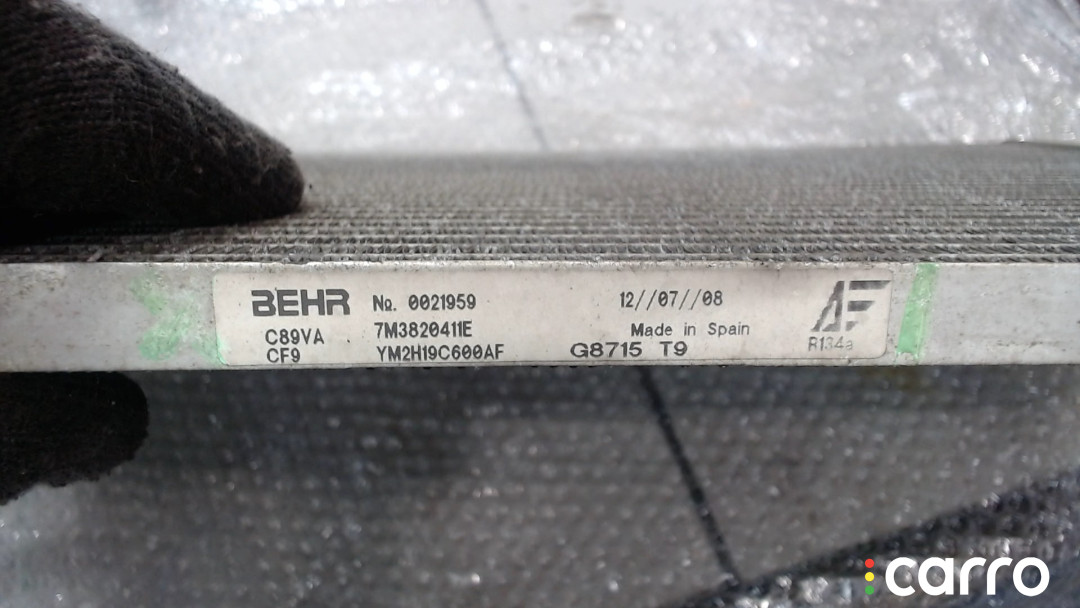 BEHR No. 0021959 12//07//08
C89VA 7M3820411E Made in Spain
CF9 YM2H19C600AF G8715 T9 R134a
carro